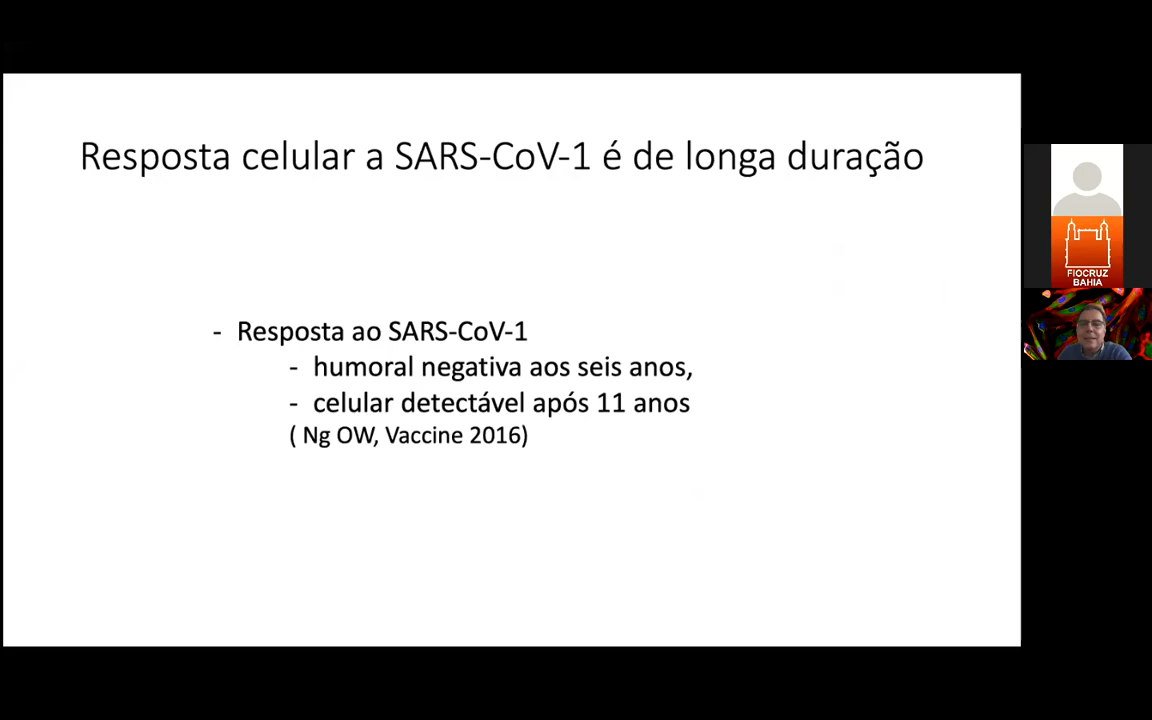 Resposta celular a SARS-CoV-1 é de longa duração
- Resposta ao SARS-CoV-1
- humoral negativa aos seis anos,
- celular detectável após 11 anos
( Ng OW, Vaccine 2016)
FIOCRUZ
BAHIA